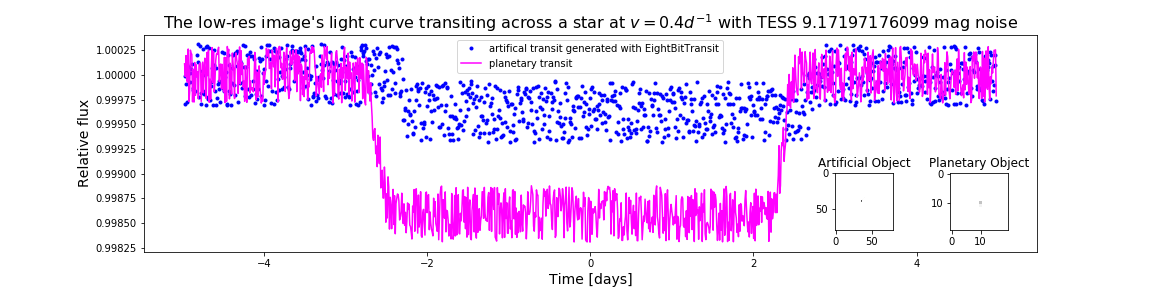 The low-res image's light curve transiting across a star at v = 0.4d⁻¹ with TESS 9.17197176099 mag noise
Relative flux
1.00025
1.00000
0.99975
0.99950
0.99925
0.99900
0.99875
0.99850
0.99825
artifical transit generated with EightBitTransit
planetary transit
Artificial Object
0
50
0 50
Planetary Object
0
10
0 10
−4 −2 0 2 4
Time [days]